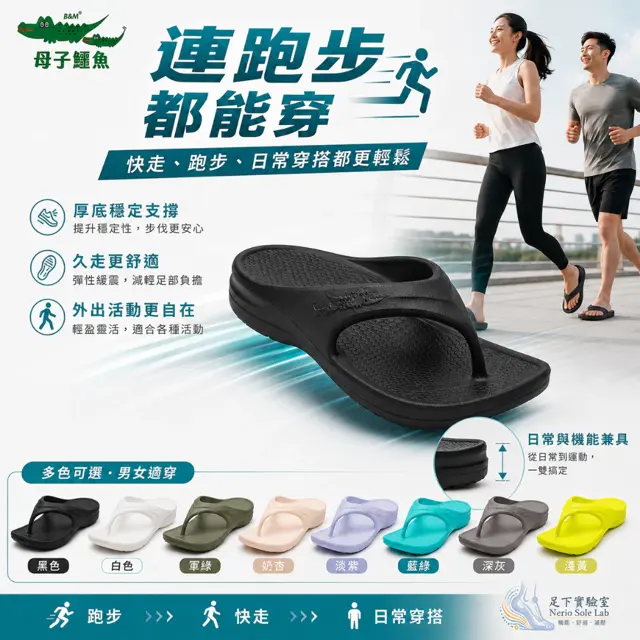 B&M®
母子鱷魚
連跑步
都能穿
快走、跑步、日常穿搭都更輕鬆
厚底穩定支撐
提升穩定性，步伐更安心
久走更舒適
彈性緩震，減輕足部負擔
外出活動更自在
輕盈靈活，適合各種活動
日常與機能兼具
從日常到運動，
一雙搞定
多色可選・男女適穿
黑色
白色
軍綠
奶杏
淡紫
藍綠
深灰
淺黃
跑步 >>> 快走 >>> 日常穿搭
足下實驗室
Nerio Sole Lab
機能・舒適・減壓